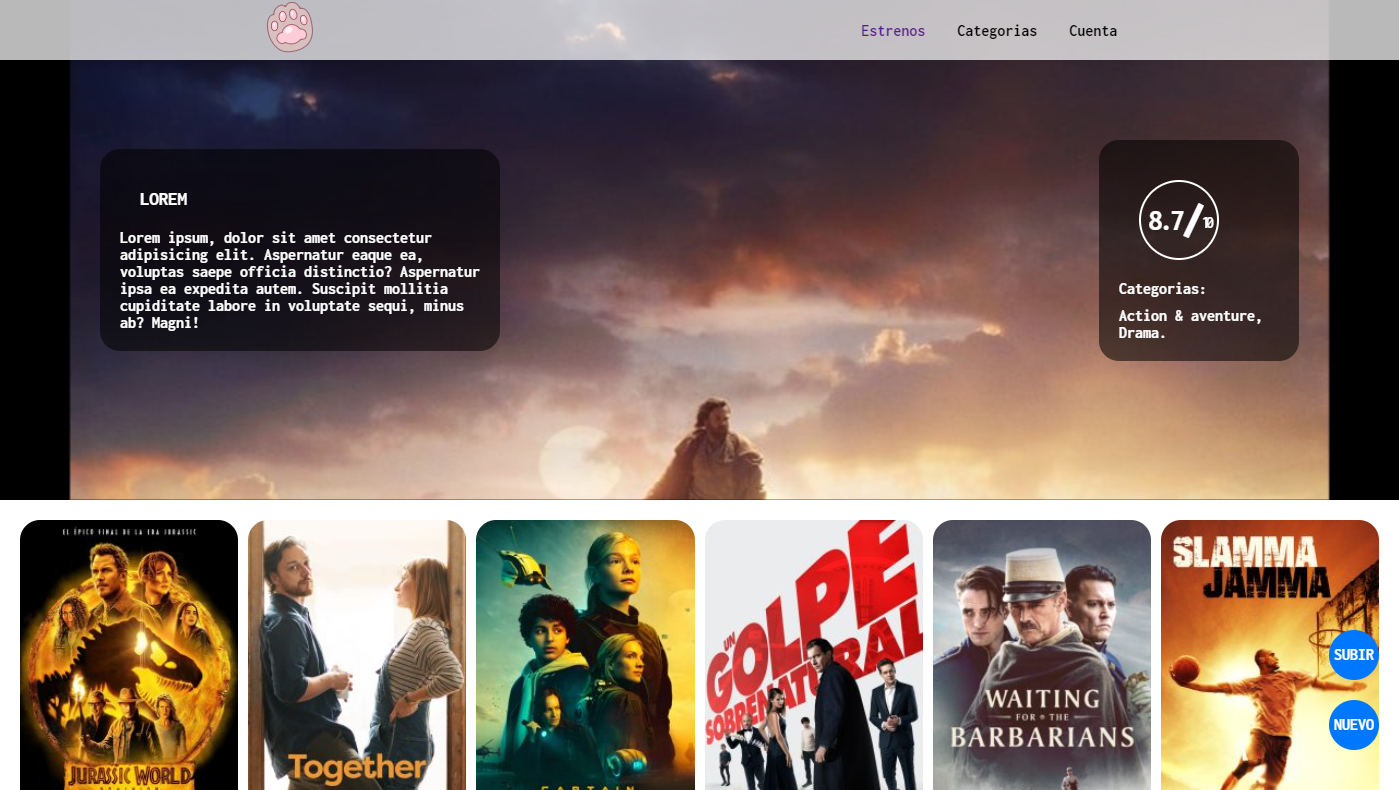 Estrenos
Categorias
Cuenta
LOREM
Lorem ipsum, dolor sit amet consectetur
adipisicing elit. Aspernatur eaque ea,
voluptas saepe officia distinctio? Aspernatur
ipsa ea expedita autem. Suscipit mollitia
cupiditate labore in voluptate sequi, minus
ab? Magni!
8.7/10
Categorias:
Action & aventure,
Drama.
EL ÉPICO FINAL DE LA ERA JURASSIC
JURASSIC WORLD
Together
CAPTAIN
UN
GOLPE
SOBRENATURAL
WAITING
FOR THE
BARBARIANS
SLAMMA
JAMMA
SUBIR
NUEVO